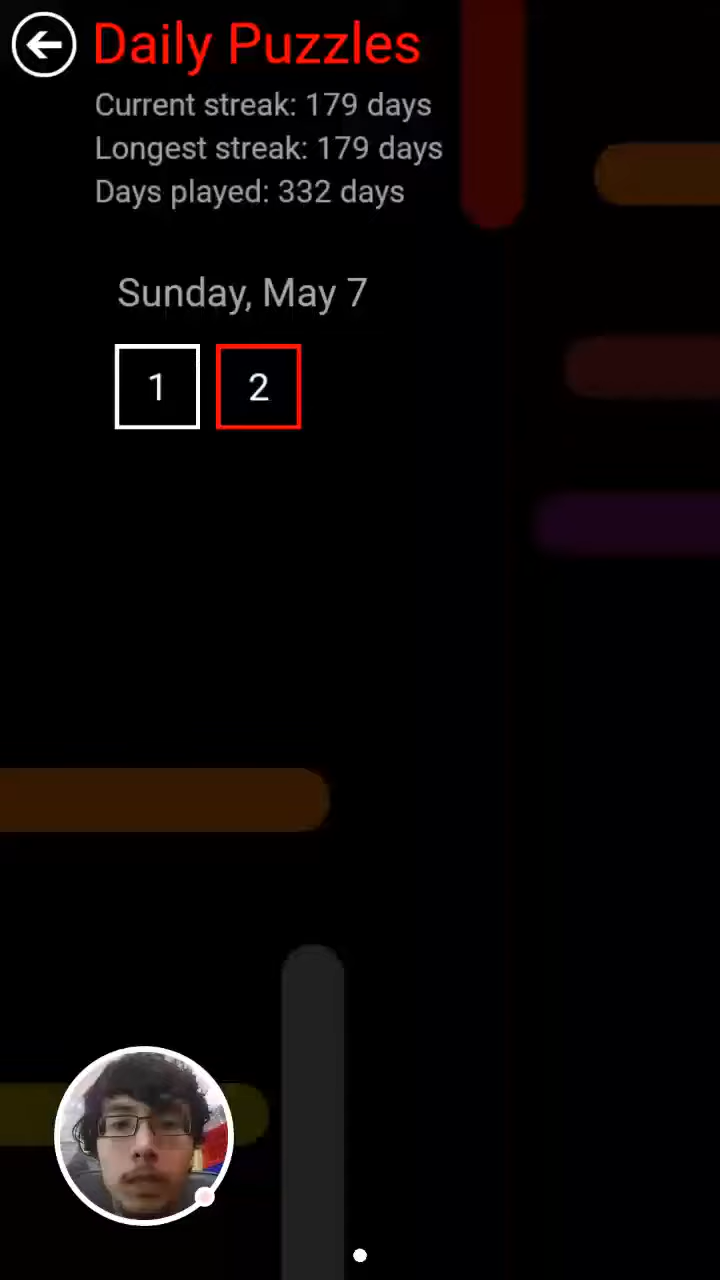 Daily Puzzles
Current streak: 179 days
Longest streak: 179 days
Days played: 332 days
Sunday, May 7
1 2